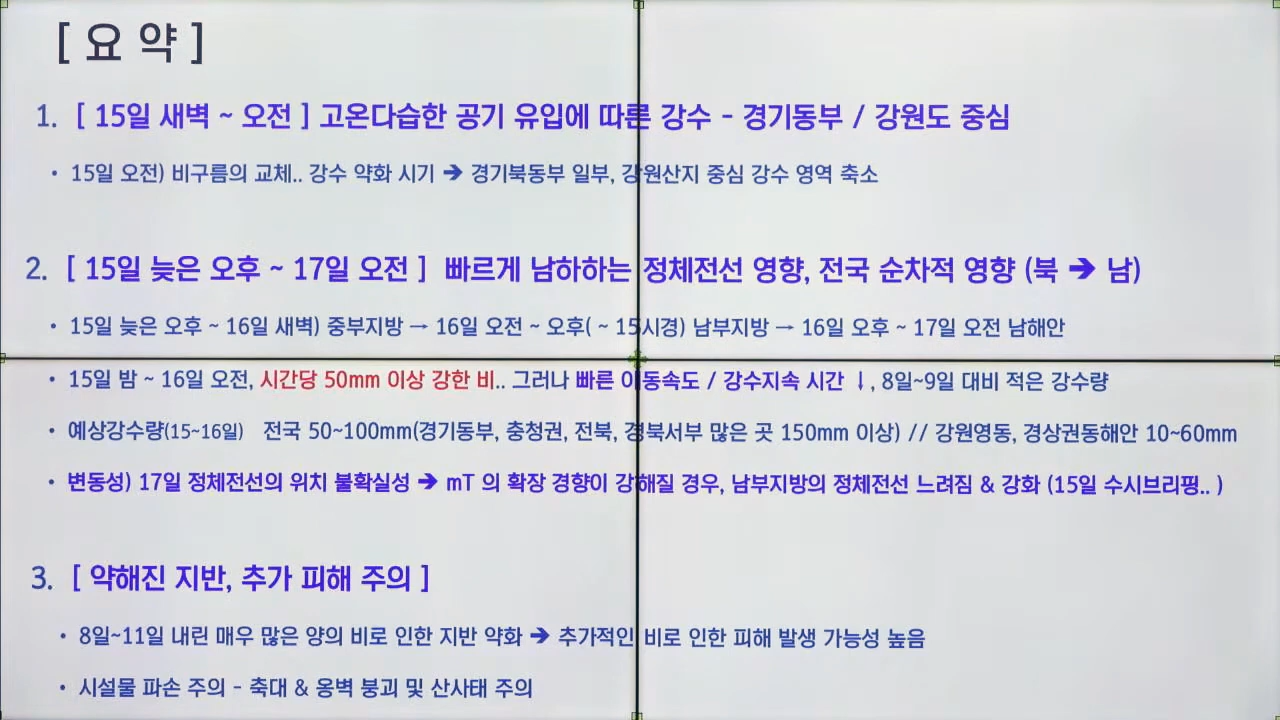 [ 요 약 ]
1. [ 15일 새벽 ~ 오전 ] 고온다습한 공기 유입에 따른 강수 - 경기동부 / 강원도 중심
• 15일 오전) 비구름의 교체.. 강수 약화 시기 ➔ 경기북동부 일부, 강원산지 중심 강수 영역 축소
2. [ 15일 늦은 오후 ~ 17일 오전 ] 빠르게 남하하는 정체전선 영향, 전국 순차적 영향 (북 ➔ 남)
• 15일 늦은 오후 ~ 16일 새벽) 중부지방 → 16일 오전 ~ 오후( ~ 15시경) 남부지방 → 16일 오후 ~ 17일 오전 남해안
• 15일 밤 ~ 16일 오전, 시간당 50mm 이상 강한 비.. 그러나 빠른 이동속도 / 강수지속 시간 ↓, 8일~9일 대비 적은 강수량
• 예상강수량(15~16일) 전국 50~100mm(경기동부, 충청권, 전북, 경북서부 많은 곳 150mm 이상) // 강원영동, 경상권동해안 10~60mm
• 변동성) 17일 정체전선의 위치 불확실성 ➔ mT 의 확장 경향이 강해질 경우, 남부지방의 정체전선 느려짐 & 강화 (15일 수시브리핑.. )
3. [ 약해진 지반, 추가 피해 주의 ]
• 8일~11일 내린 매우 많은 양의 비로 인한 지반 약화 ➔ 추가적인 비로 인한 피해 발생 가능성 높음
• 시설물 파손 주의 - 축대 & 옹벽 붕괴 및 산사태 주의